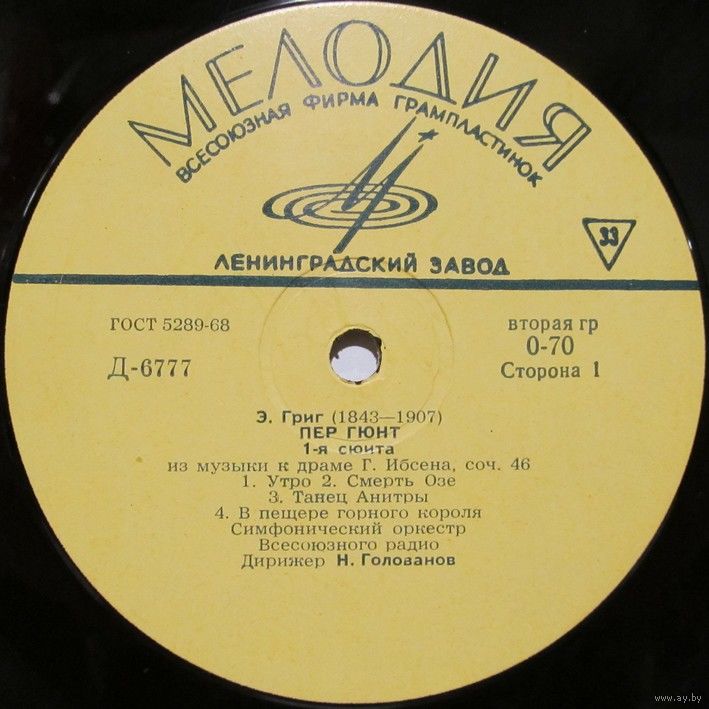 МЕЛОДИЯ
ВСЕСОЮЗНАЯ ФИРМА ГРАМПЛАСТИНОК
ЛЕНИНГРАДСКИЙ ЗАВОД
33
ГОСТ 5289-68
Д-6777
вторая гр
0-70
Сторона 1
Э. Григ (1843—1907)
ПЕР ГЮНТ
1-я сюита
из музыки к драме Г. Ибсена, соч. 46
1. Утро 2. Смерть Озе
3. Танец Анитры
4. В пещере горного короля
Симфонический оркестр
Всесоюзного радио
Дирижер Н. Голованов
www.ay.by